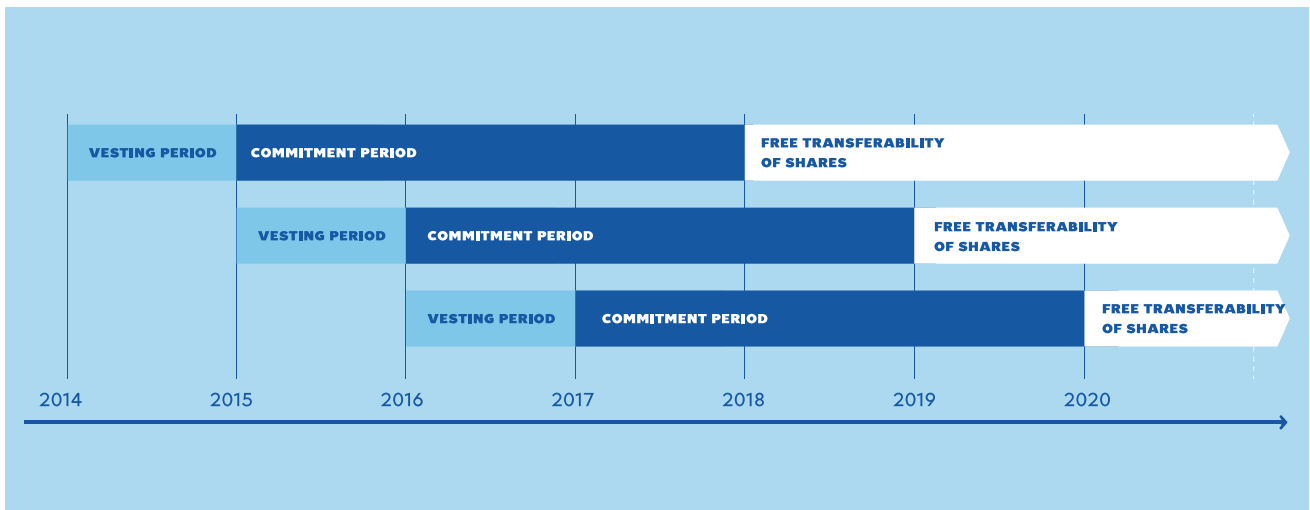 VESTING PERIOD
COMMITMENT PERIOD
FREE TRANSFERABILITY
OF SHARES
VESTING PERIOD
COMMITMENT PERIOD
FREE TRANSFERABILITY
OF SHARES
VESTING PERIOD
COMMITMENT PERIOD
FREE TRANSFERABILITY
OF SHARES
2014
2015
2016
2017
2018
2019
2020